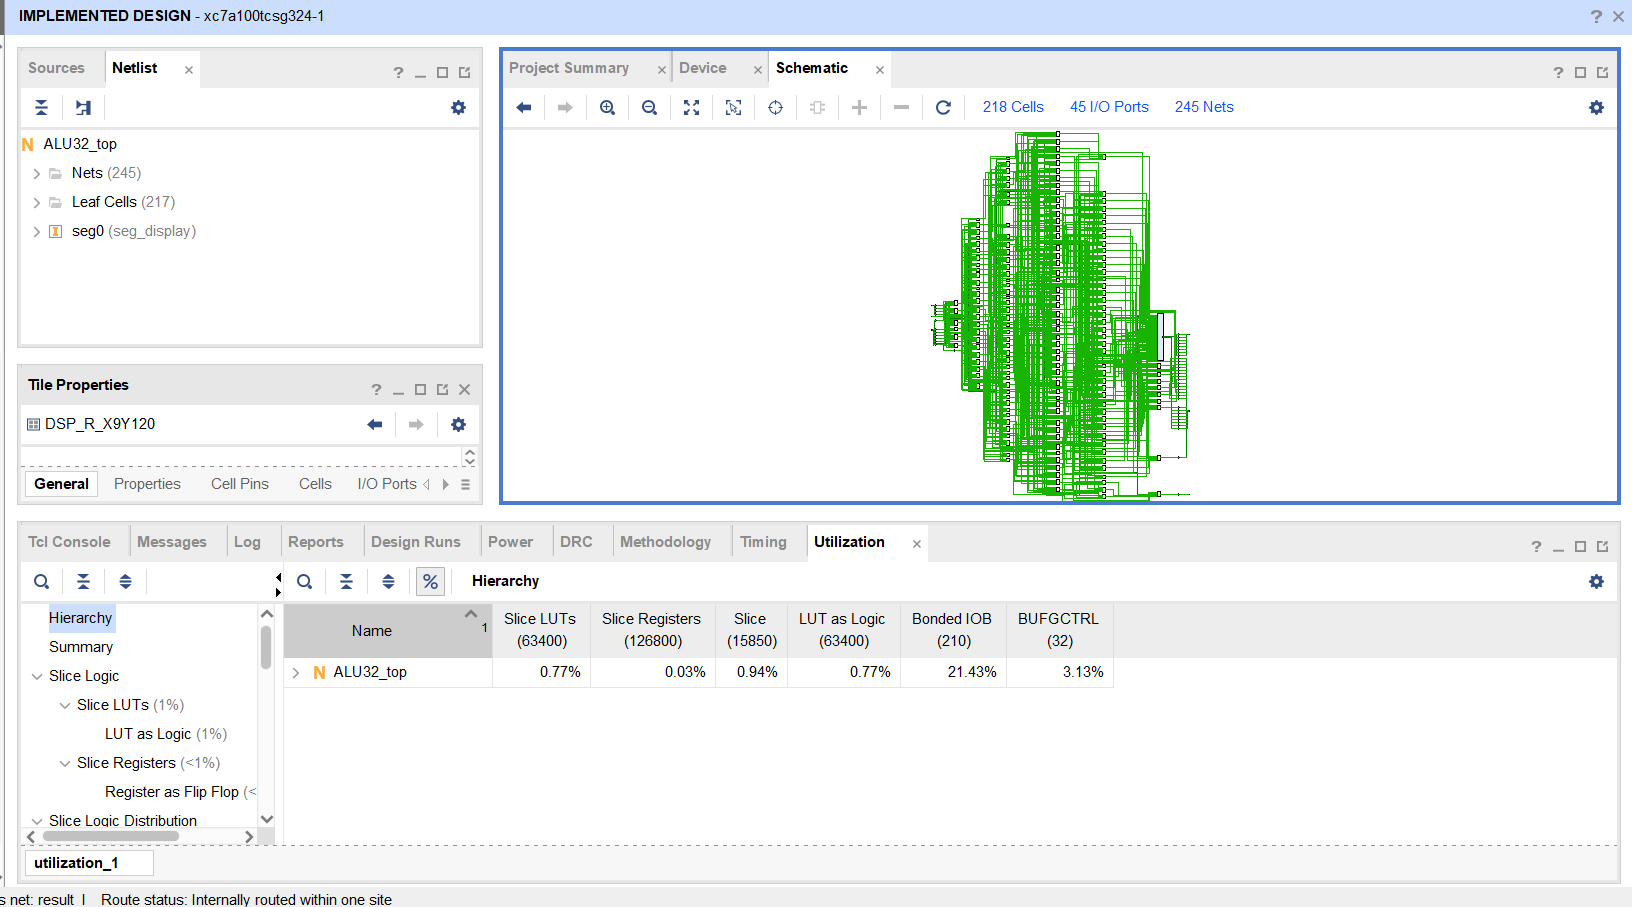 IMPLEMENTED DESIGN - xc7a100tcsg324-1
Sources
Netlist
ALU32_top
Nets (245)
Leaf Cells (217)
seg0 (seg_display)
Project Summary
Device
Schematic
218 Cells
45 I/O Ports
245 Nets
Tile Properties
DSP_R_X9Y120
General
Properties
Cell Pins
Cells
I/O Ports
Tcl Console
Messages
Log
Reports
Design Runs
Power
DRC
Methodology
Timing
Utilization
Hierarchy
Summary
Slice Logic
Slice LUTs (1%)
LUT as Logic (1%)
Slice Registers (<1%)
Register as Flip Flop (<
Slice Logic Distribution
% Hierarchy
Name 1 Slice LUTs (63400) Slice Registers (126800) Slice (15850) LUT as Logic (63400) Bonded IOB (210) BUFGCTRL (32)
ALU32_top 0.77% 0.03% 0.94% 0.77% 21.43% 3.13%
utilization_1
s net: result | Route status: Internally routed within one site